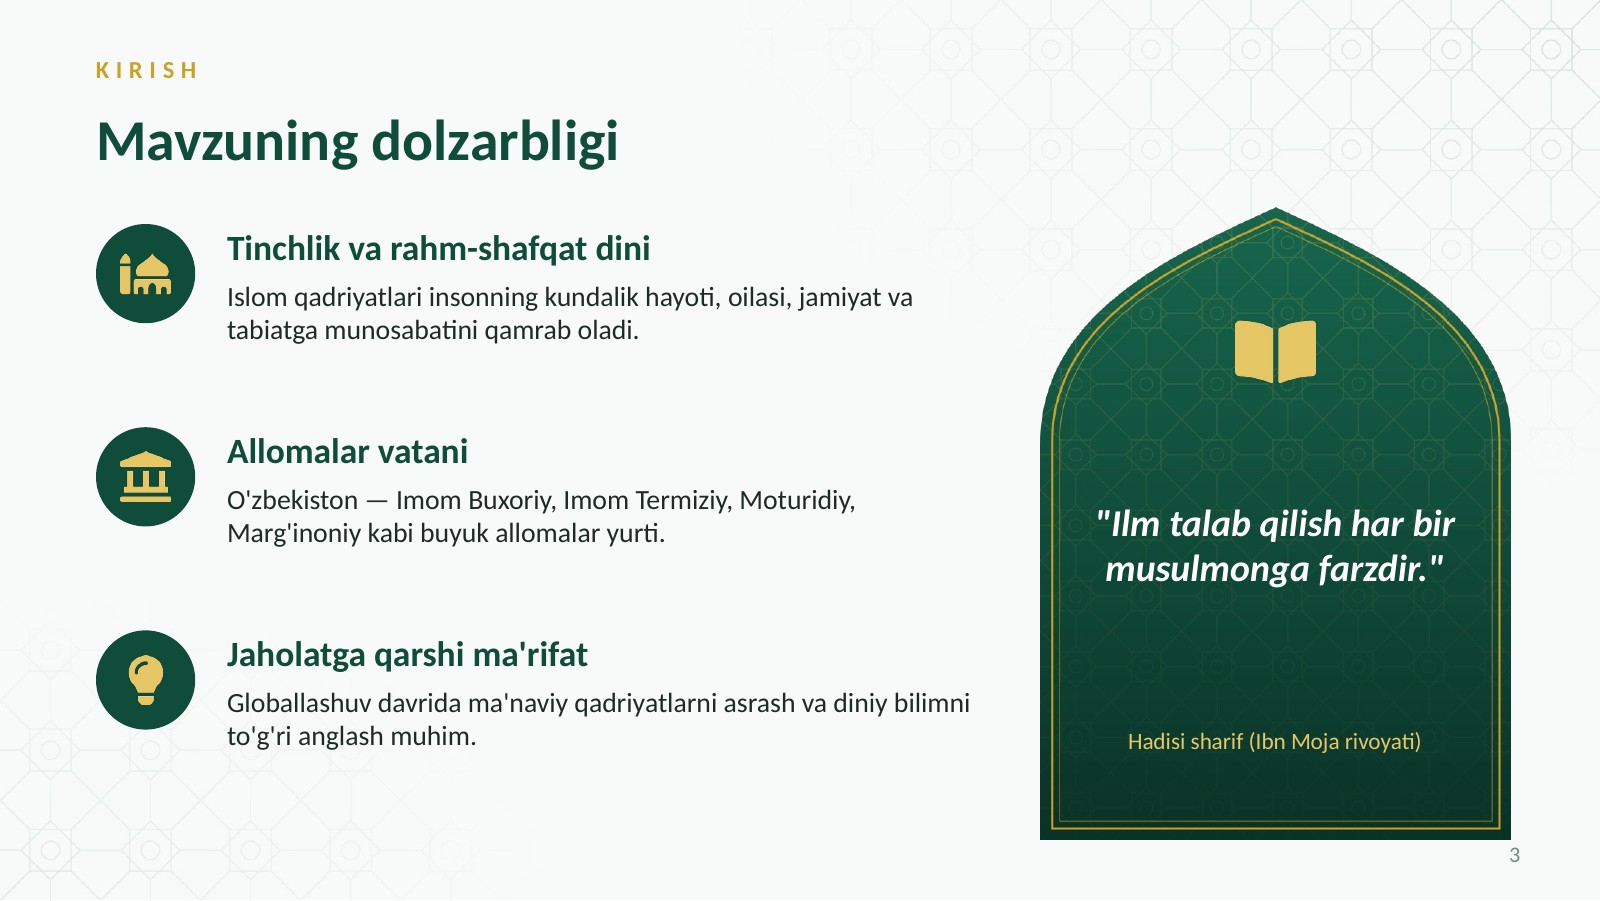 KIRISH
Mavzuning dolzarbligi
Tinchlik va rahm-shafqat dini
Islom qadriyatlari insonning kundalik hayoti, oilasi, jamiyat va
tabiatga munosabatini qamrab oladi.
Allomalar vatani
O'zbekiston — Imom Buxoriy, Imom Termiziy, Moturidiy,
Marg'inoniy kabi buyuk allomalar yurti.
Jaholatga qarshi ma'rifat
Globallashuv davrida ma'naviy qadriyatlarni asrash va diniy bilimni
to'g'ri anglash muhim.
"Ilm talab qilish har bir
musulmonga farzdir."
Hadisi sharif (Ibn Moja rivoyati)
3